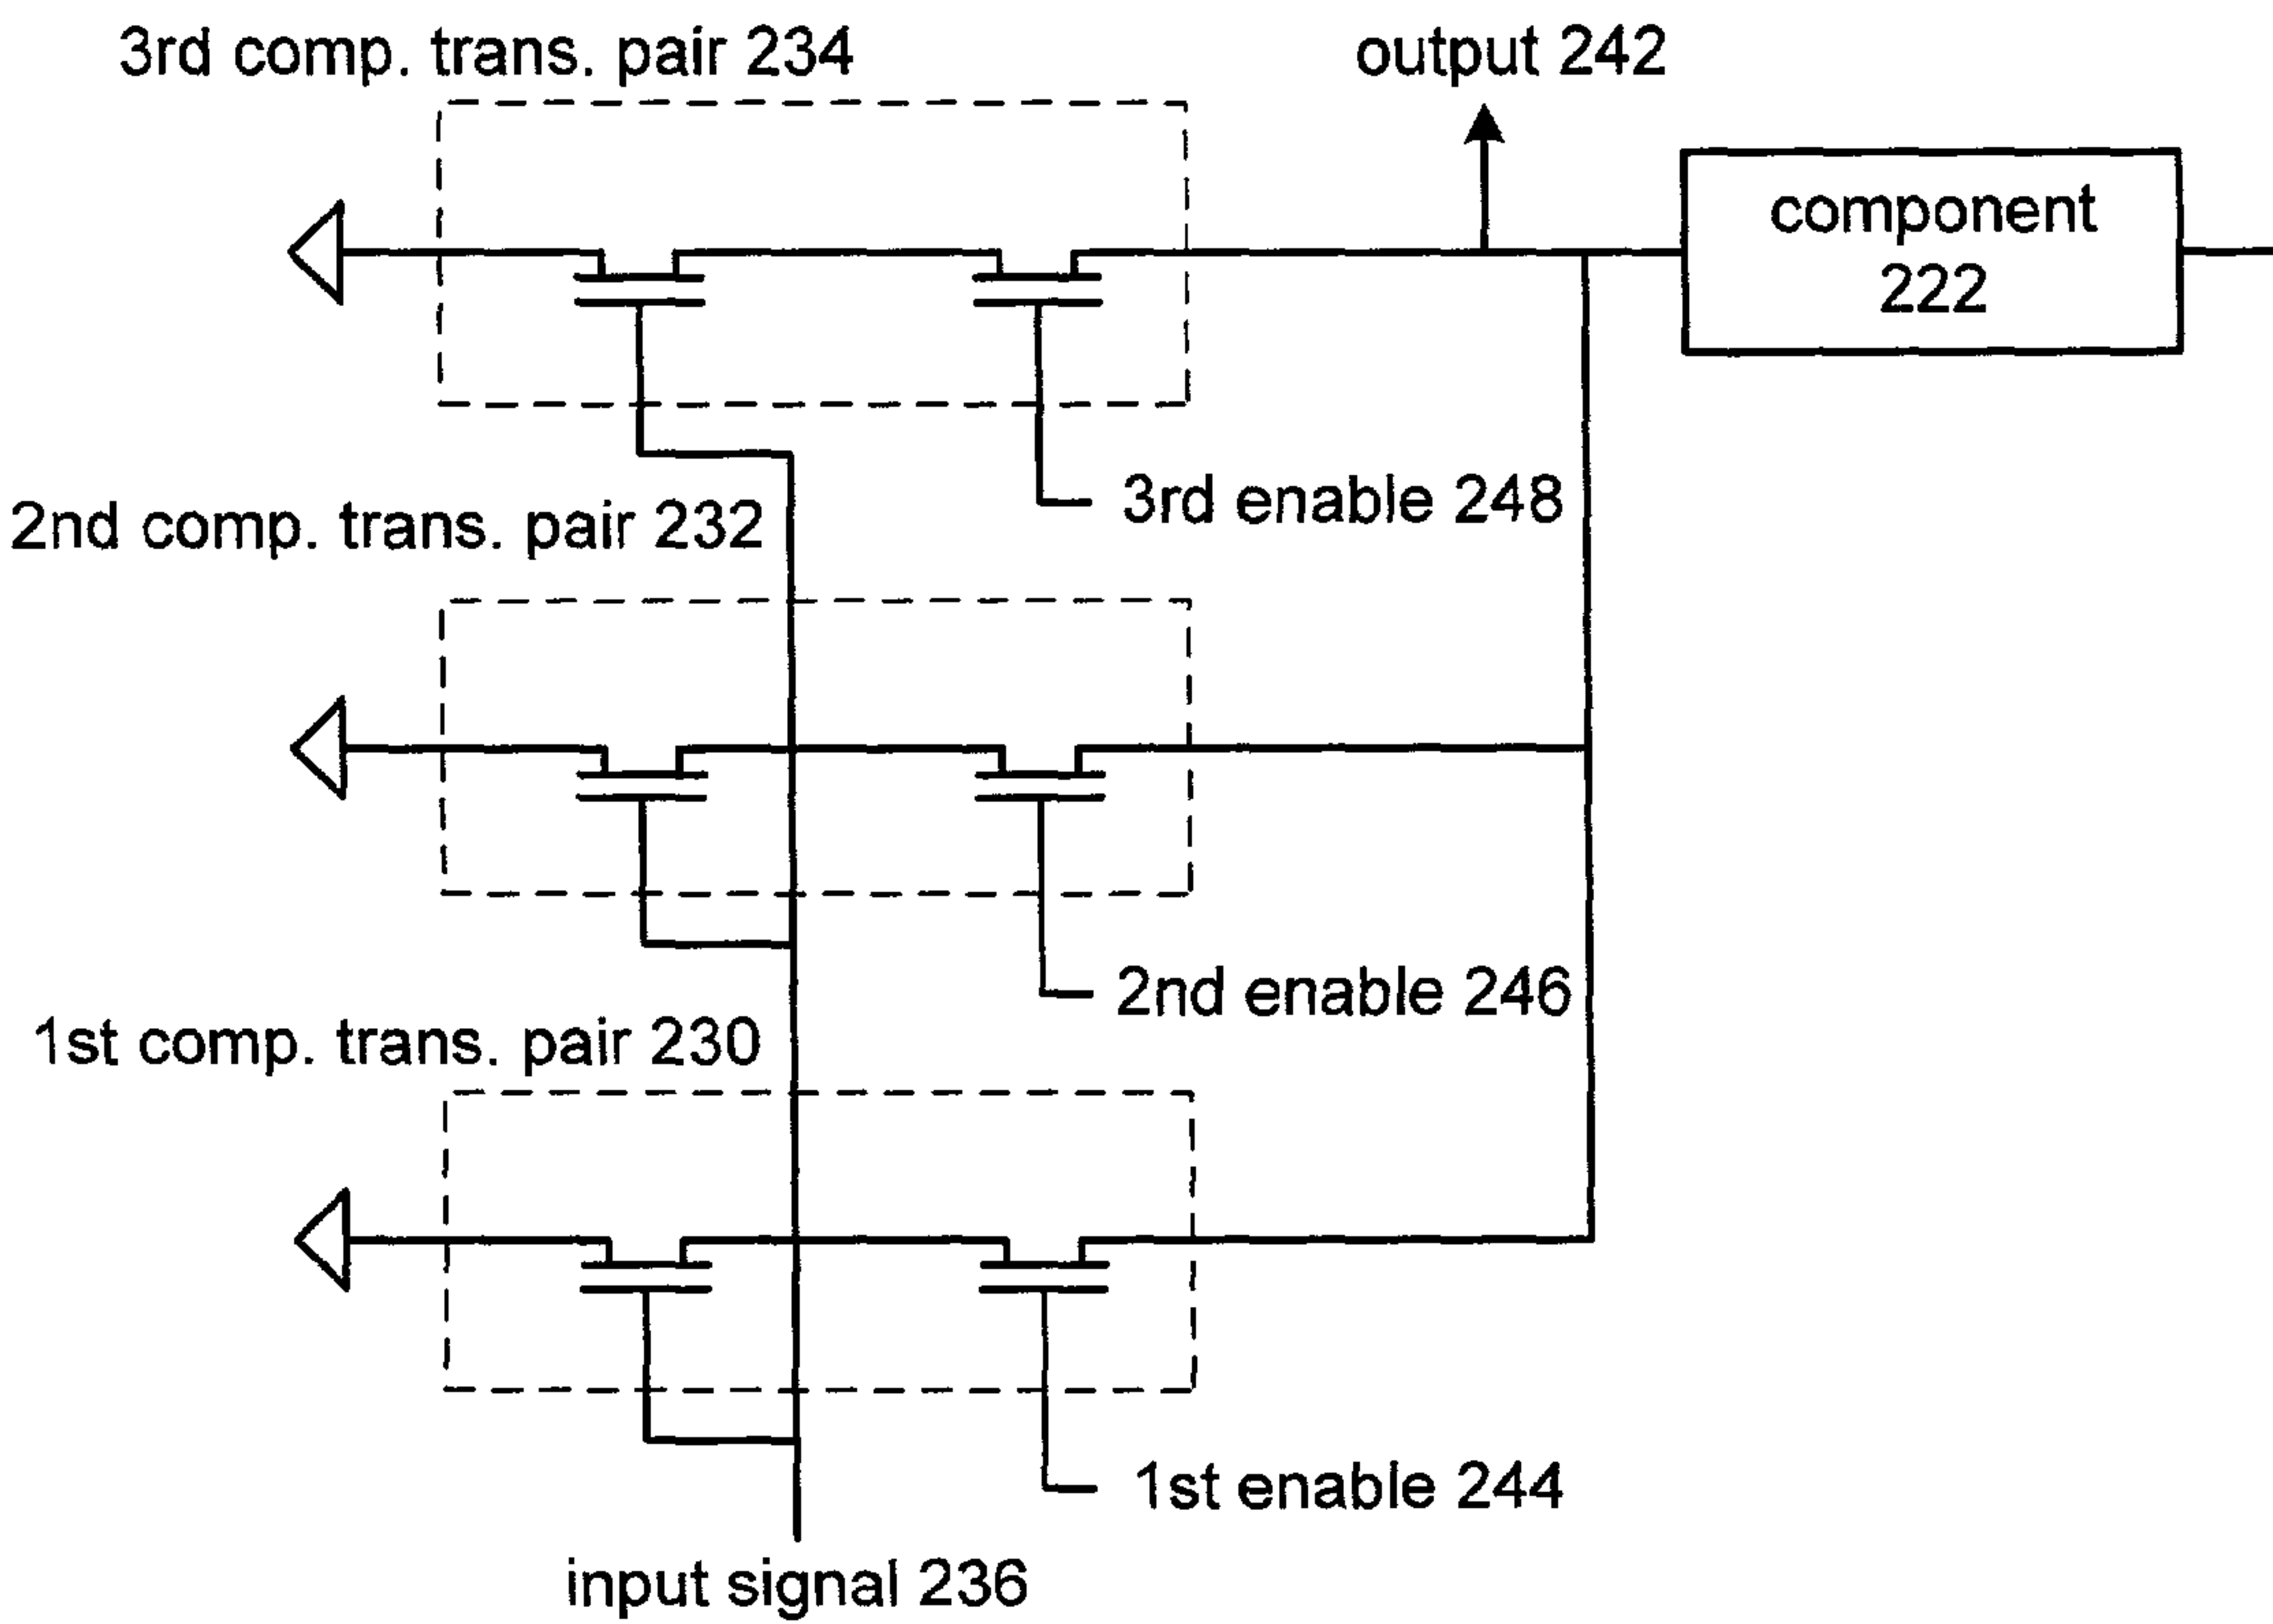 3rd comp. trans. pair 234
output 242
component
222
3rd enable 248
2nd comp. trans. pair 232
2nd enable 246
1st comp. trans. pair 230
1st enable 244
input signal 236